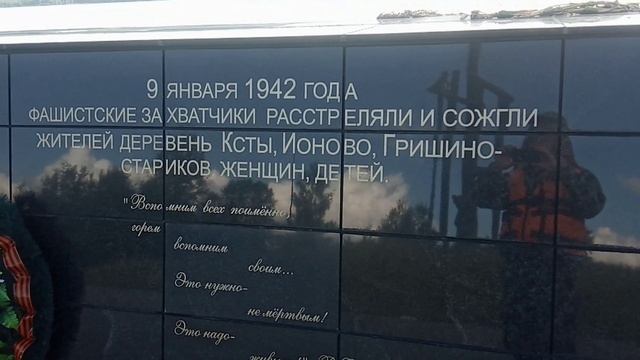 9 ЯНВАРЯ 1942 ГОДА
ФАШИСТСКИЕ ЗАХВАТЧИКИ РАССТРЕЛЯЛИ И СОЖГЛИ
ЖИТЕЛЕЙ ДЕРЕВЕНЬ КСТЫ, ИОНОВО, ГРИШИНО-
СТАРИКОВ, ЖЕНЩИН, ДЕТЕЙ.
"Вспомним всех поимённо,
горем
вспомним
своим...
Это нужно-
не мёртвым!
Это надо-